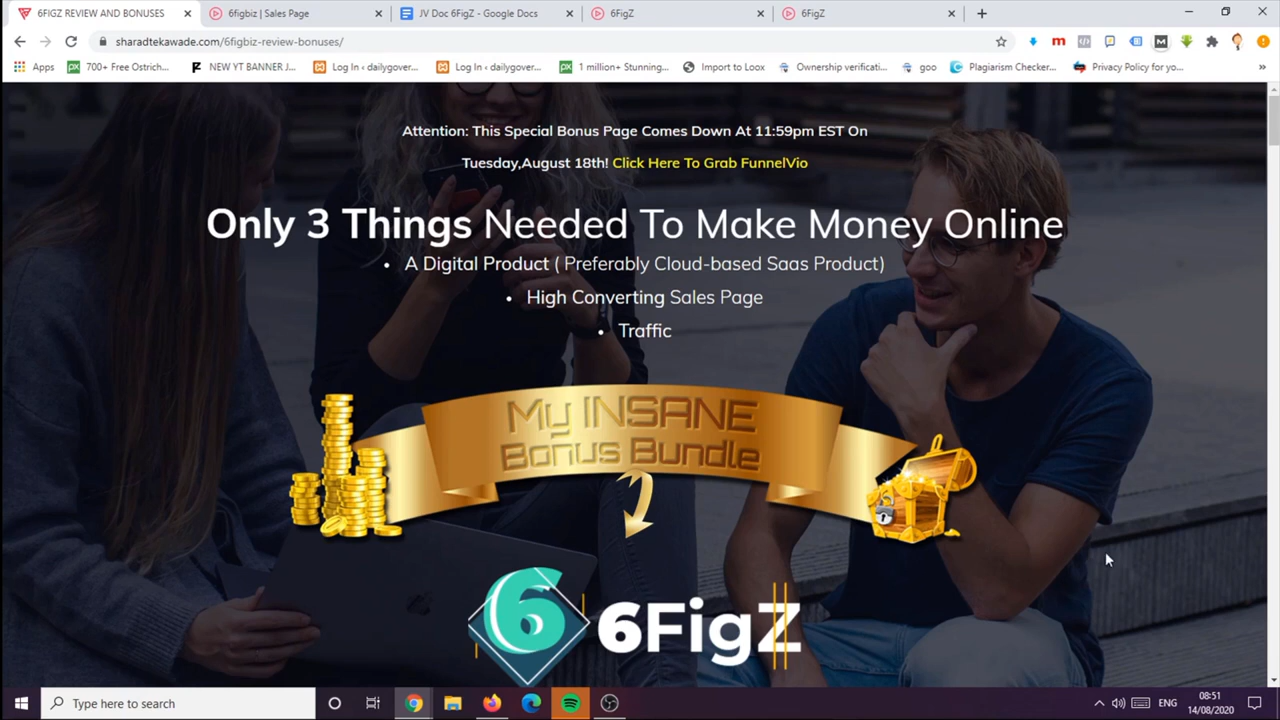 6FIGZ REVIEW AND BONUSES
6figbiz | Sales Page
JV Doc 6FigZ - Google Docs
6FigZ
6FigZ
sharadtekawade.com/6figbiz-review-bonuses/
Apps
700+ Free Ostrich...
NEW YT BANNER J...
Log In ‹ dailygover...
Log In ‹ dailygover...
1 million+ Stunning...
Import to Loox
Ownership verificati...
goo
Plagiarism Checker...
Privacy Policy for yo...
Attention: This Special Bonus Page Comes Down At 11:59pm EST On
Tuesday,August 18th! Click Here To Grab FunnelVio
Only 3 Things Needed To Make Money Online
• A Digital Product ( Preferably Cloud-based Saas Product)
• High Converting Sales Page
• Traffic
My INSANE
Bonus Bundle
6 6FigZ
Type here to search
ENG
08:51
14/08/2020